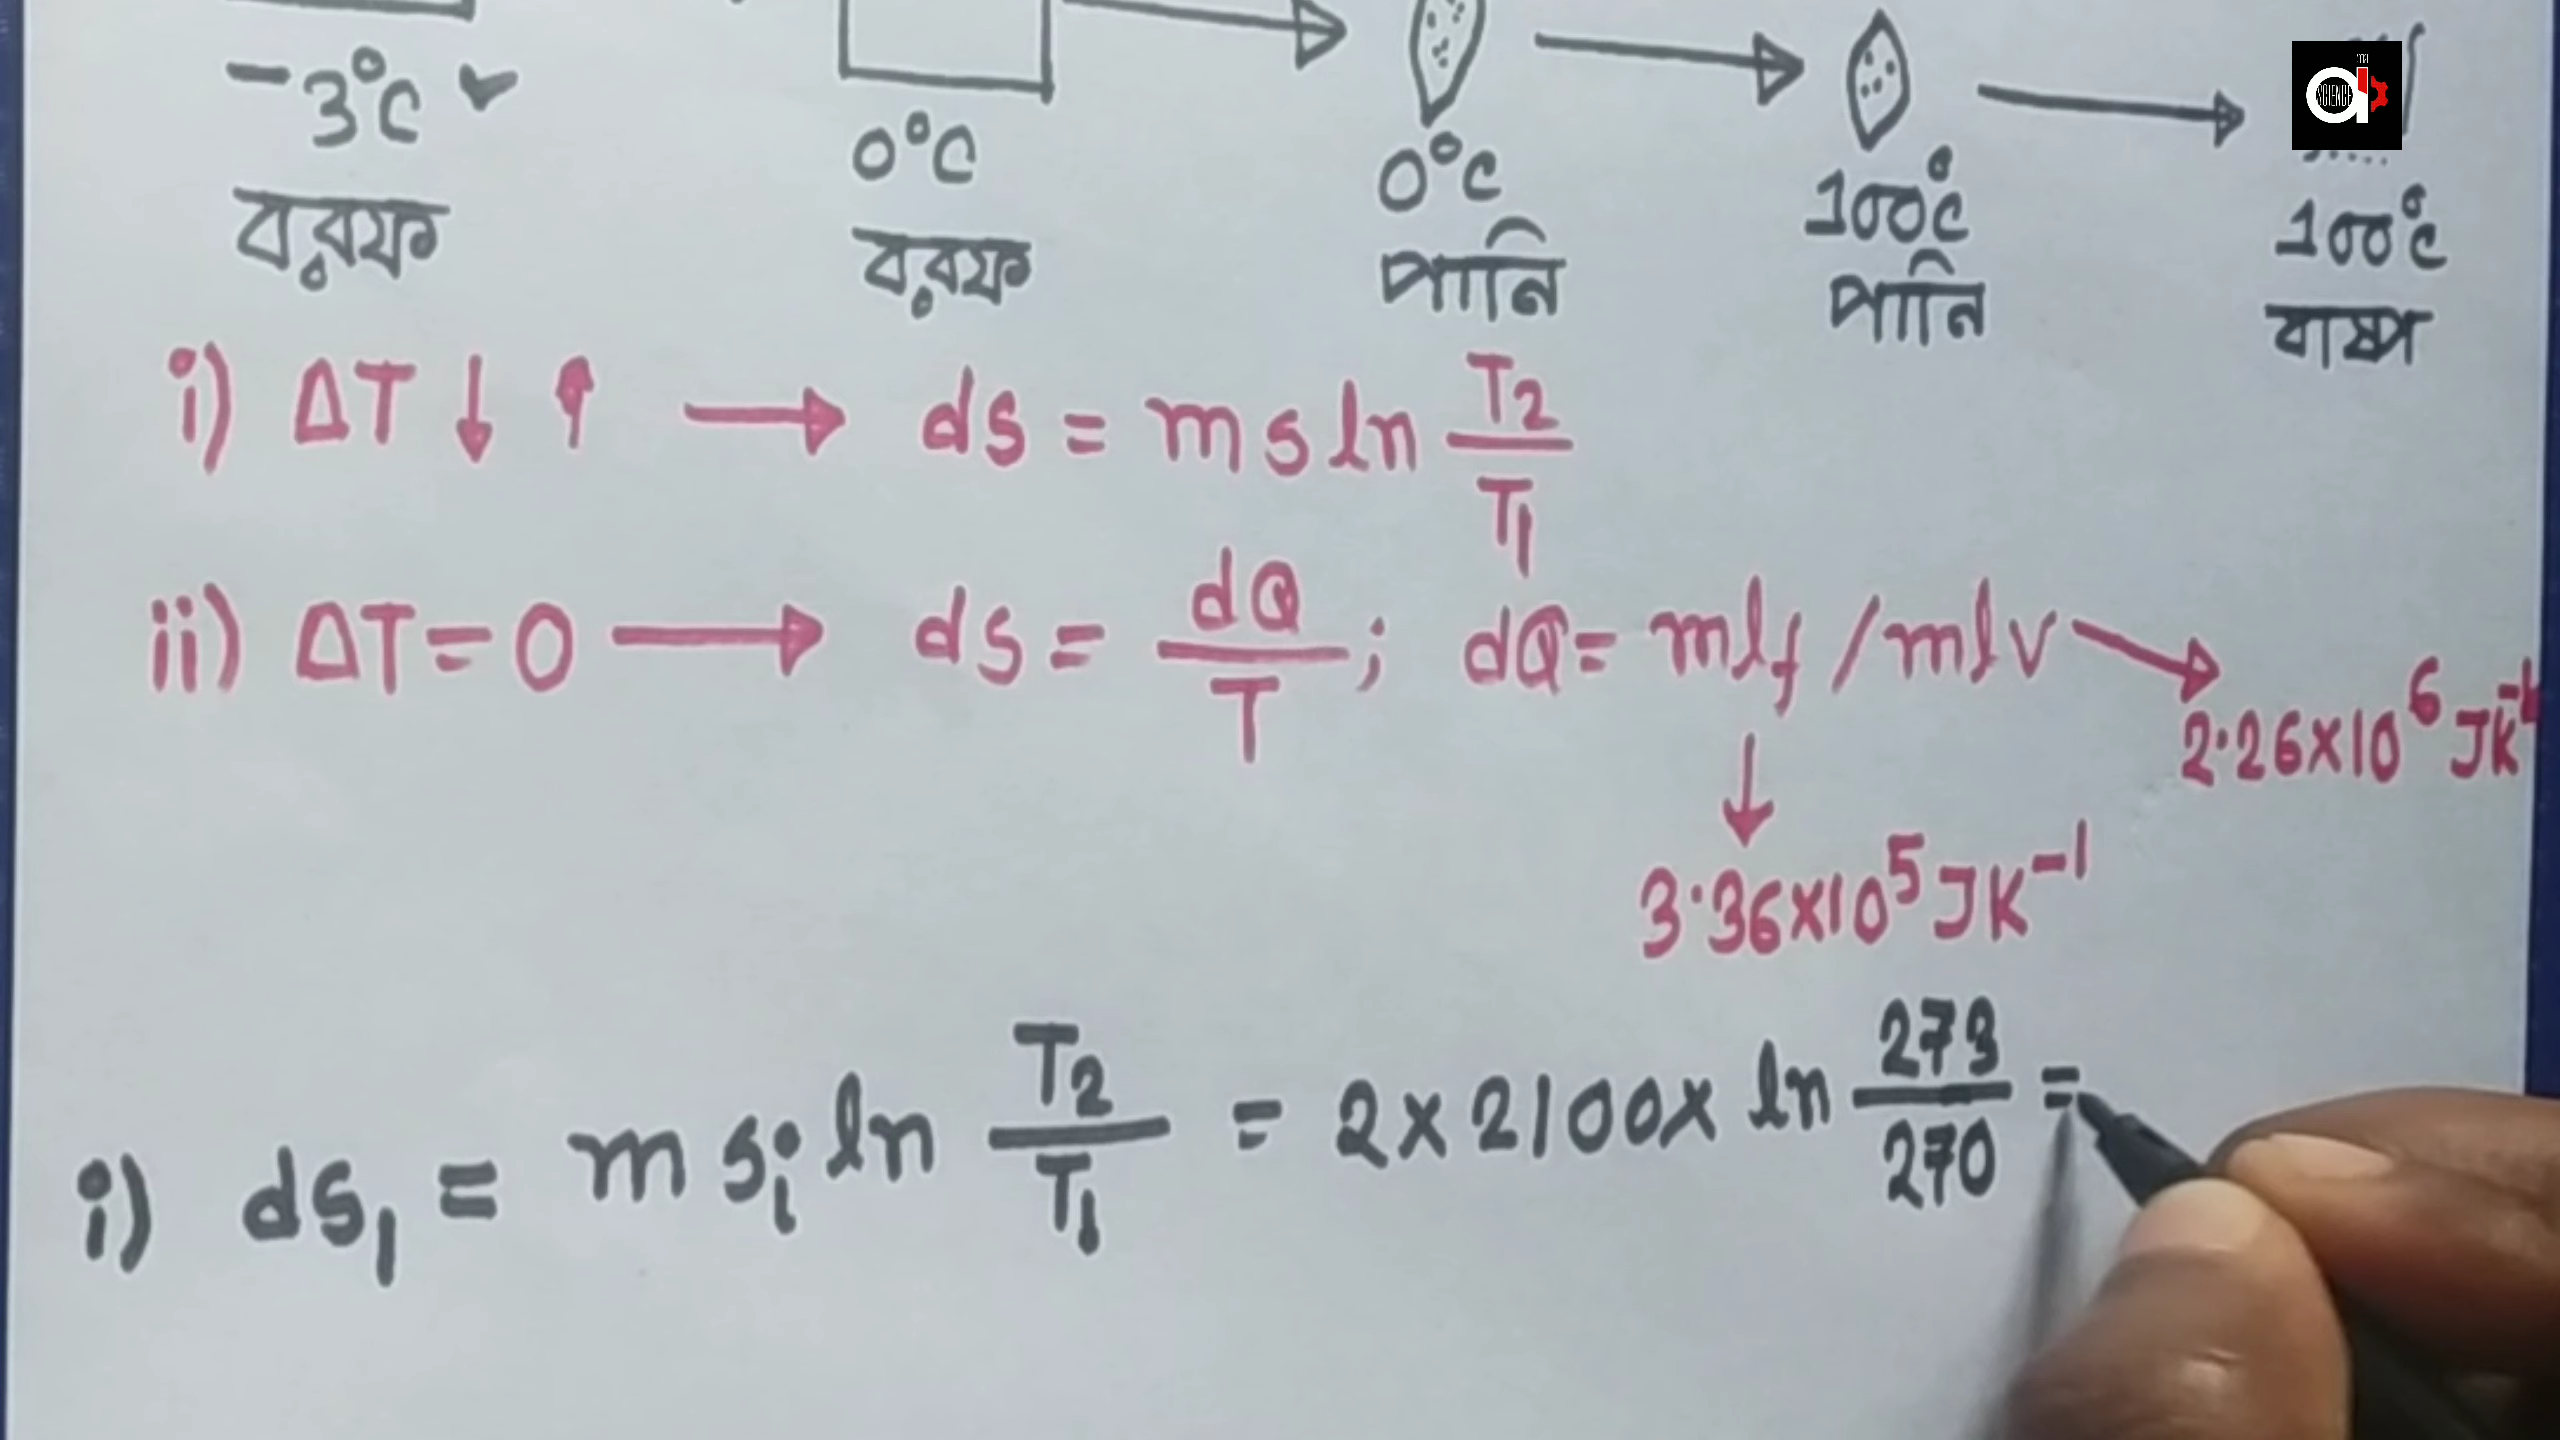 -3°C ✓ 0°C 0°C 100°C 100°C
বরফ বরফ পানি পানি বাষ্প
i) ΔT ↓ ↑ → ds = m s ln T2/T1
ii) ΔT = 0 → ds = dQ/T ; dQ = mlf / mlv → 2.26×10^6 JK^-1
↓
3.36×10^5 JK^-1
i) ds1 = m si ln T2/T1 = 2×2100× ln 273/270 =
SCIENCE